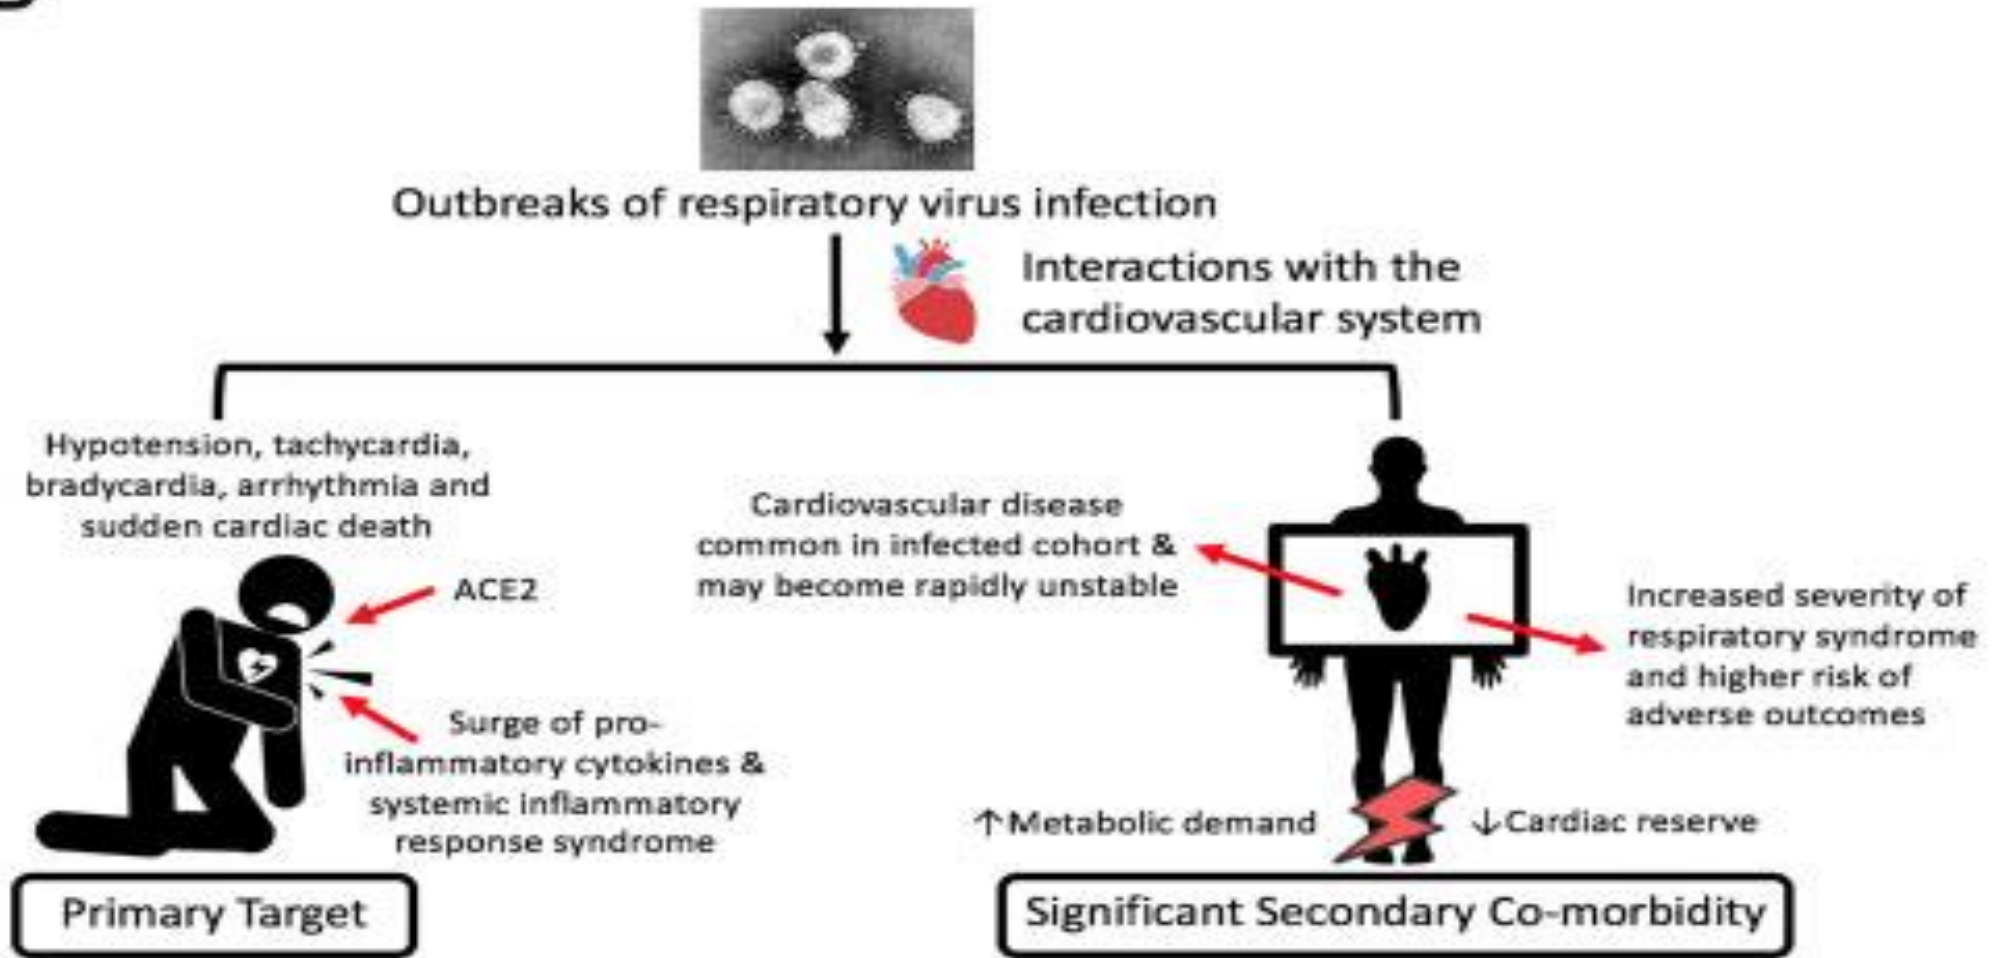 Outbreaks of respiratory virus infection
Interactions with the
cardiovascular system
Hypotension, tachycardia,
bradycardia, arrhythmia and
sudden cardiac death
ACE2
Surge of pro-
inflammatory cytokines &
systemic inflammatory
response syndrome
Primary Target
Cardiovascular disease
common in infected cohort &
may become rapidly unstable
Increased severity of
respiratory syndrome
and higher risk of
adverse outcomes
↑Metabolic demand
↓Cardiac reserve
Significant Secondary Co-morbidity